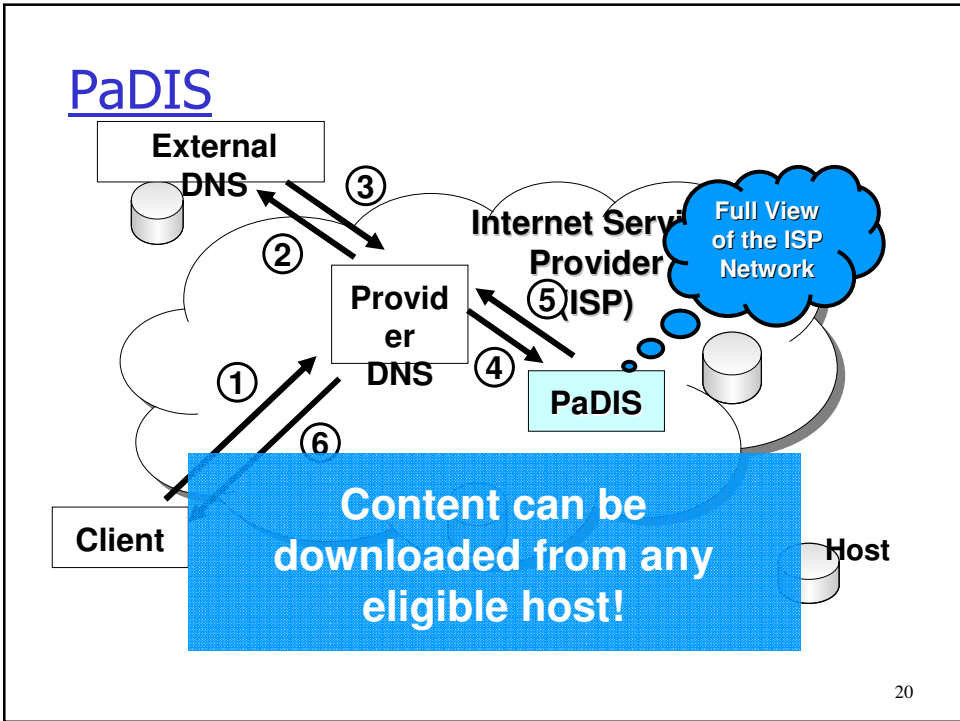 PaDIS
External
DNS
③
②
Internet Servi
Provider
(ISP)
Full View
of the ISP
Network
Provid
er
DNS
⑤
④
①
PaDIS
⑥
Content can be
downloaded from any
eligible host!
Client
Host
20